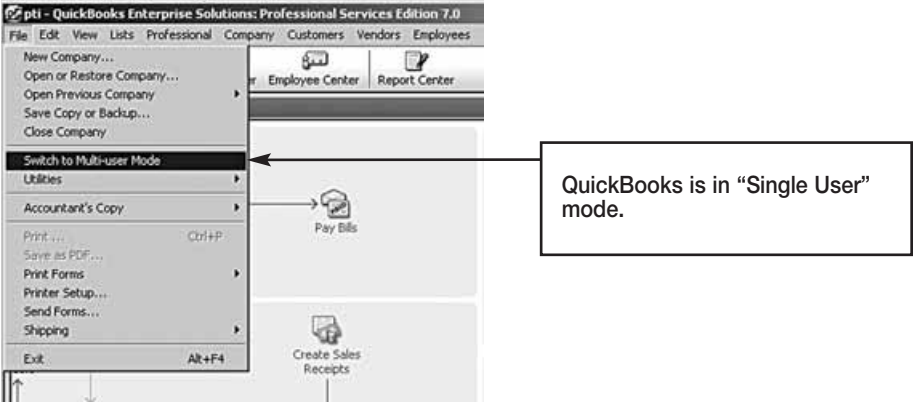 pti - QuickBooks Enterprise Solutions: Professional Services Edition 7.0
File Edit View Lists Professional Company Customers Vendors Employees
New Company...
Open or Restore Company...
Open Previous Company
Save Copy or Backup...
Close Company
Switch to Multi-user Mode
Utilities
Accountant's Copy
Print ... Ctrl+P
Save as PDF...
Print Forms
Printer Setup...
Send Forms...
Shipping
Exit Alt+F4
Employee Center
Report Center
Pay Bills
Create Sales
Receipts
QuickBooks is in “Single User”
mode.